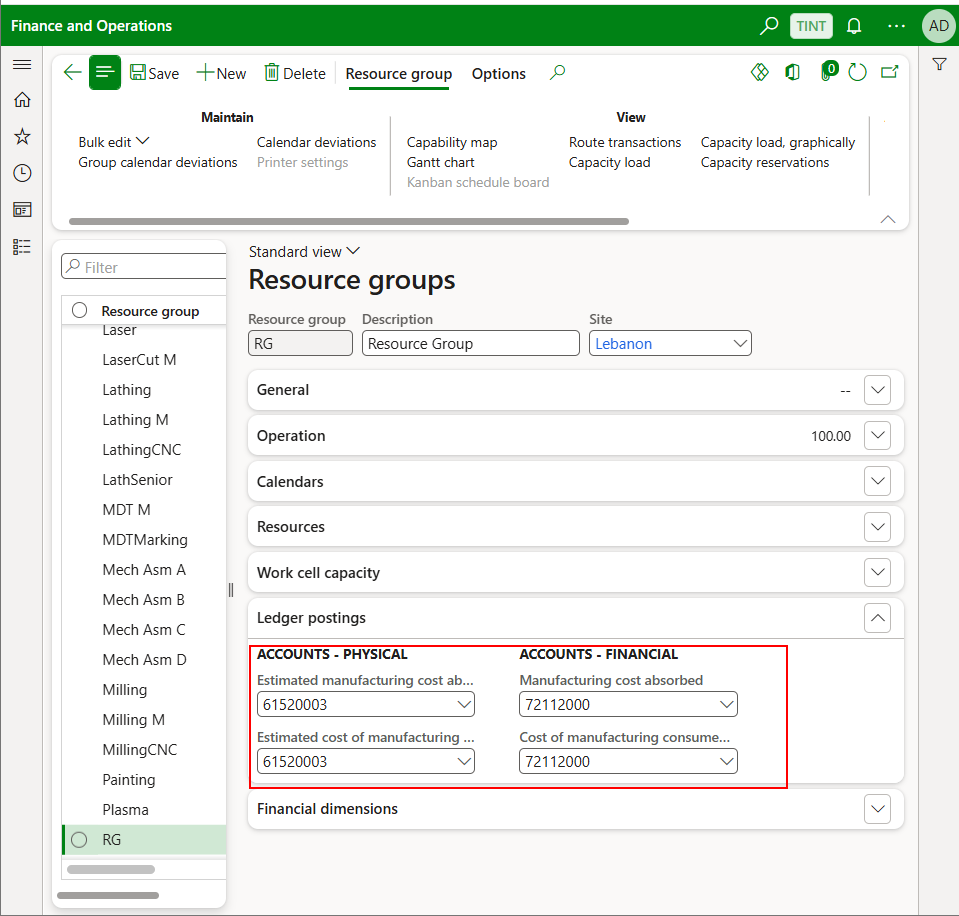 Finance and Operations
TINT
AD
Save
New
Delete
Resource group
Options
0
Maintain
Bulk edit
Group calendar deviations
Calendar deviations
Printer settings
View
Capability map
Gantt chart
Kanban schedule board
Route transactions
Capacity load
Capacity load, graphically
Capacity reservations
Filter
Resource group
Laser
LaserCut M
Lathing
Lathing M
LathingCNC
LathSenior
MDT M
MDTMarking
Mech Asm A
Mech Asm B
Mech Asm C
Mech Asm D
Milling
Milling M
MillingCNC
Painting
Plasma
RG
Standard view
Resource groups
Resource group
RG
Description
Resource Group
Site
Lebanon
General
--
Operation
100.00
Calendars
Resources
Work cell capacity
Ledger postings
ACCOUNTS - PHYSICAL
Estimated manufacturing cost ab...
61520003
Estimated cost of manufacturing ...
61520003
ACCOUNTS - FINANCIAL
Manufacturing cost absorbed
72112000
Cost of manufacturing consume...
72112000
Financial dimensions